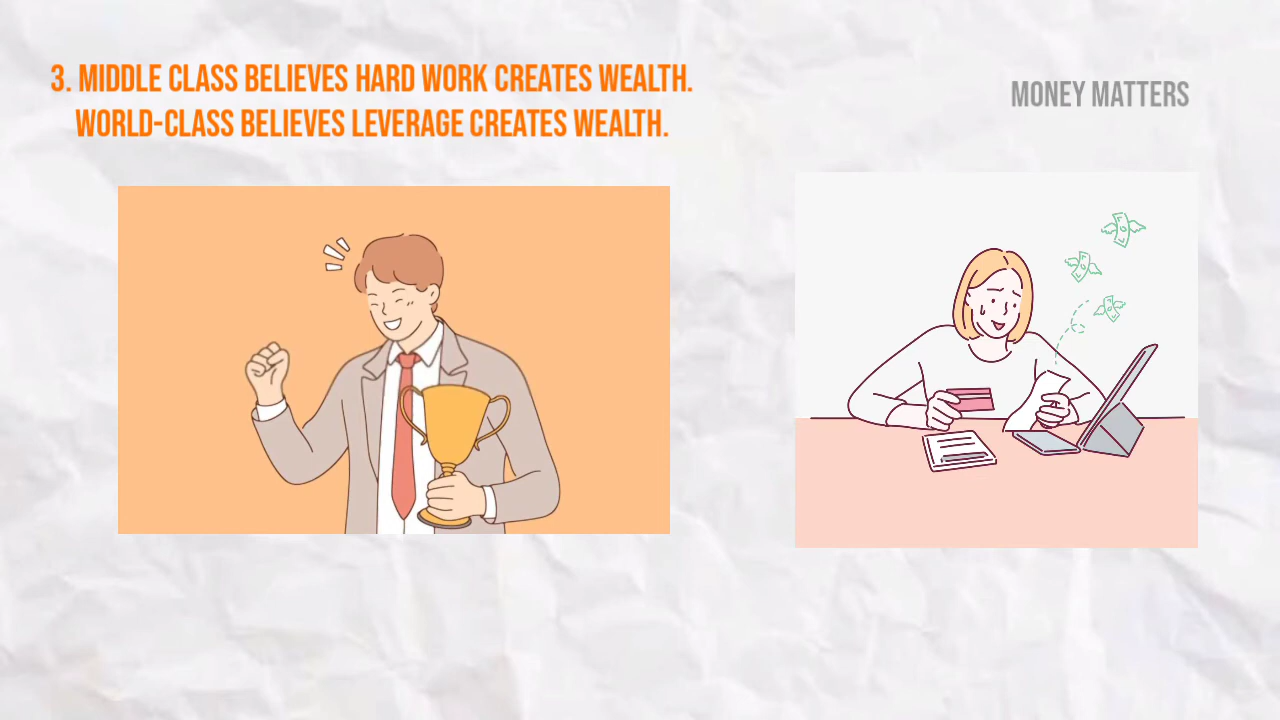 3. MIDDLE CLASS BELIEVES HARD WORK CREATES WEALTH.
WORLD-CLASS BELIEVES LEVERAGE CREATES WEALTH.
MONEY MATTERS